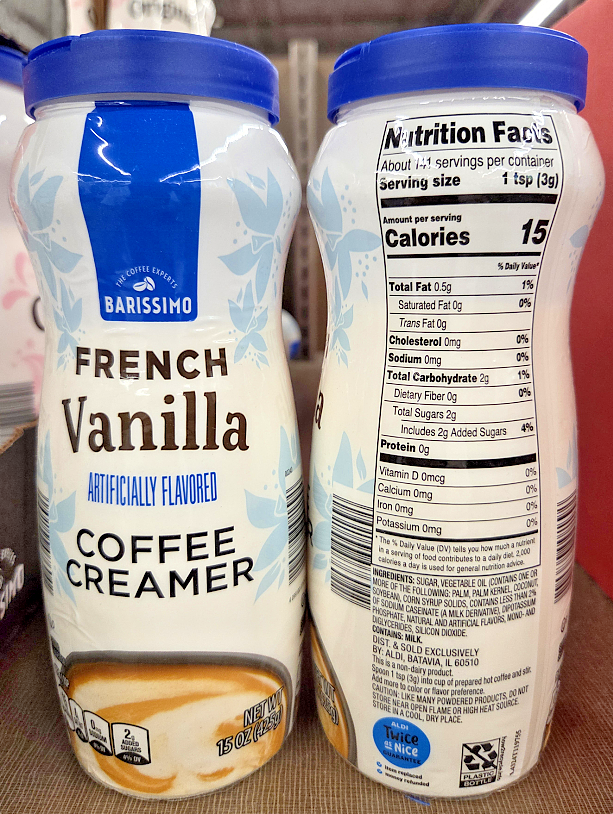 THE COFFEE EXPERTS
BARISSIMO
FRENCH
Vanilla
ARTIFICIALLY FLAVORED
COFFEE
CREAMER
NET WT
15 OZ (425g)
2g
ADDED
SUGARS
4% DV
Nutrition Facts
About 141 servings per container
Serving size 1 tsp (3g)
Amount per serving
Calories 15
% Daily Value*
Total Fat 0.5g 1%
Saturated Fat 0g 0%
Trans Fat 0g
Cholesterol 0mg 0%
Sodium 0mg 0%
Total Carbohydrate 2g 1%
Dietary Fiber 0g 0%
Total Sugars 2g
Includes 2g Added Sugars 4%
Protein 0g
Vitamin D 0mcg 0%
Calcium 0mg 0%
Iron 0mg 0%
Potassium 0mg 0%
* The % Daily Value (DV) tells you how much a nutrient
in a serving of food contributes to a daily diet. 2,000
calories a day is used for general nutrition advice.
INGREDIENTS: SUGAR, VEGETABLE OIL (CONTAINS ONE OR
MORE OF THE FOLLOWING: PALM, PALM KERNEL, COCONUT,
SOYBEAN), CORN SYRUP SOLIDS, CONTAINS LESS THAN 2%
OF SODIUM CASEINATE (A MILK DERIVATIVE), DIPOTASSIUM
PHOSPHATE, NATURAL AND ARTIFICIAL FLAVORS, MONO- AND
DIGLYCERIDES, SILICON DIOXIDE.
CONTAINS: MILK.
DIST. & SOLD EXCLUSIVELY
BY: ALDI, BATAVIA, IL 60510
This is a non-dairy product.
Spoon 1 tsp (3g) into cup of prepared hot coffee and stir.
Add more to color or flavor preference.
CAUTION: LIKE MANY POWDERED PRODUCTS, DO NOT
STORE NEAR OPEN FLAME OR HIGH HEAT SOURCE.
STORE IN A COOL, DRY PLACE.
ALDI
Twice
as Nice
GUARANTEE
item replaced
money refunded
PLASTIC
BOTTLE